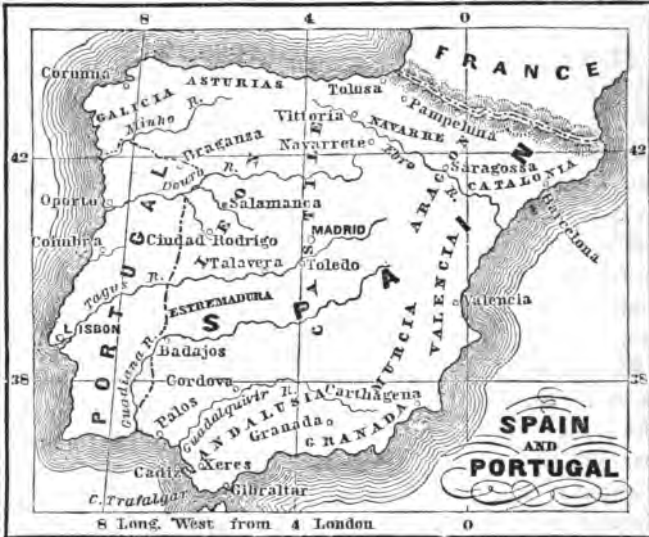 8 4 0
FRANCE
Corunna
ASTURIAS
Tolosa
GALICIA
Minho R.
Vittoria
NAVARRE
Pampeluna
42
Braganza
Navarrete
Ebro
R.
Saragossa
42
Douro R.
CATALONIA
Oporto
Salamanca
ARAGON
Barcelona
Coimbra
Ciudad Rodrigo
LEON
MADRID
CASTILE
Talavera
Toledo
Tagus R.
ESTREMADURA
SPAIN
VALENCIA
Valencia
LISBON
PORTUGAL
Badajos
Guadiana R.
MURCIA
38
Cordova
Carthagena
38
Palos
Guadalquivir R.
ANDALUSIA
Granada
GRANADA
SPAIN
AND
PORTUGAL
Cadiz
Xeres
C. Trafalgar
Gibraltar
8 Long. West from 4 London 0